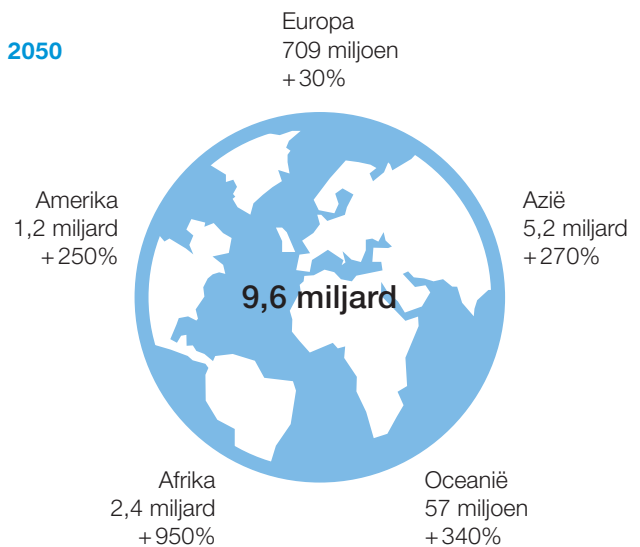 2050
Europa
709 miljoen
+30%
Amerika
1,2 miljard
+250%
Azië
5,2 miljard
+270%
9,6 miljard
Afrika
2,4 miljard
+950%
Oceanië
57 miljoen
+340%